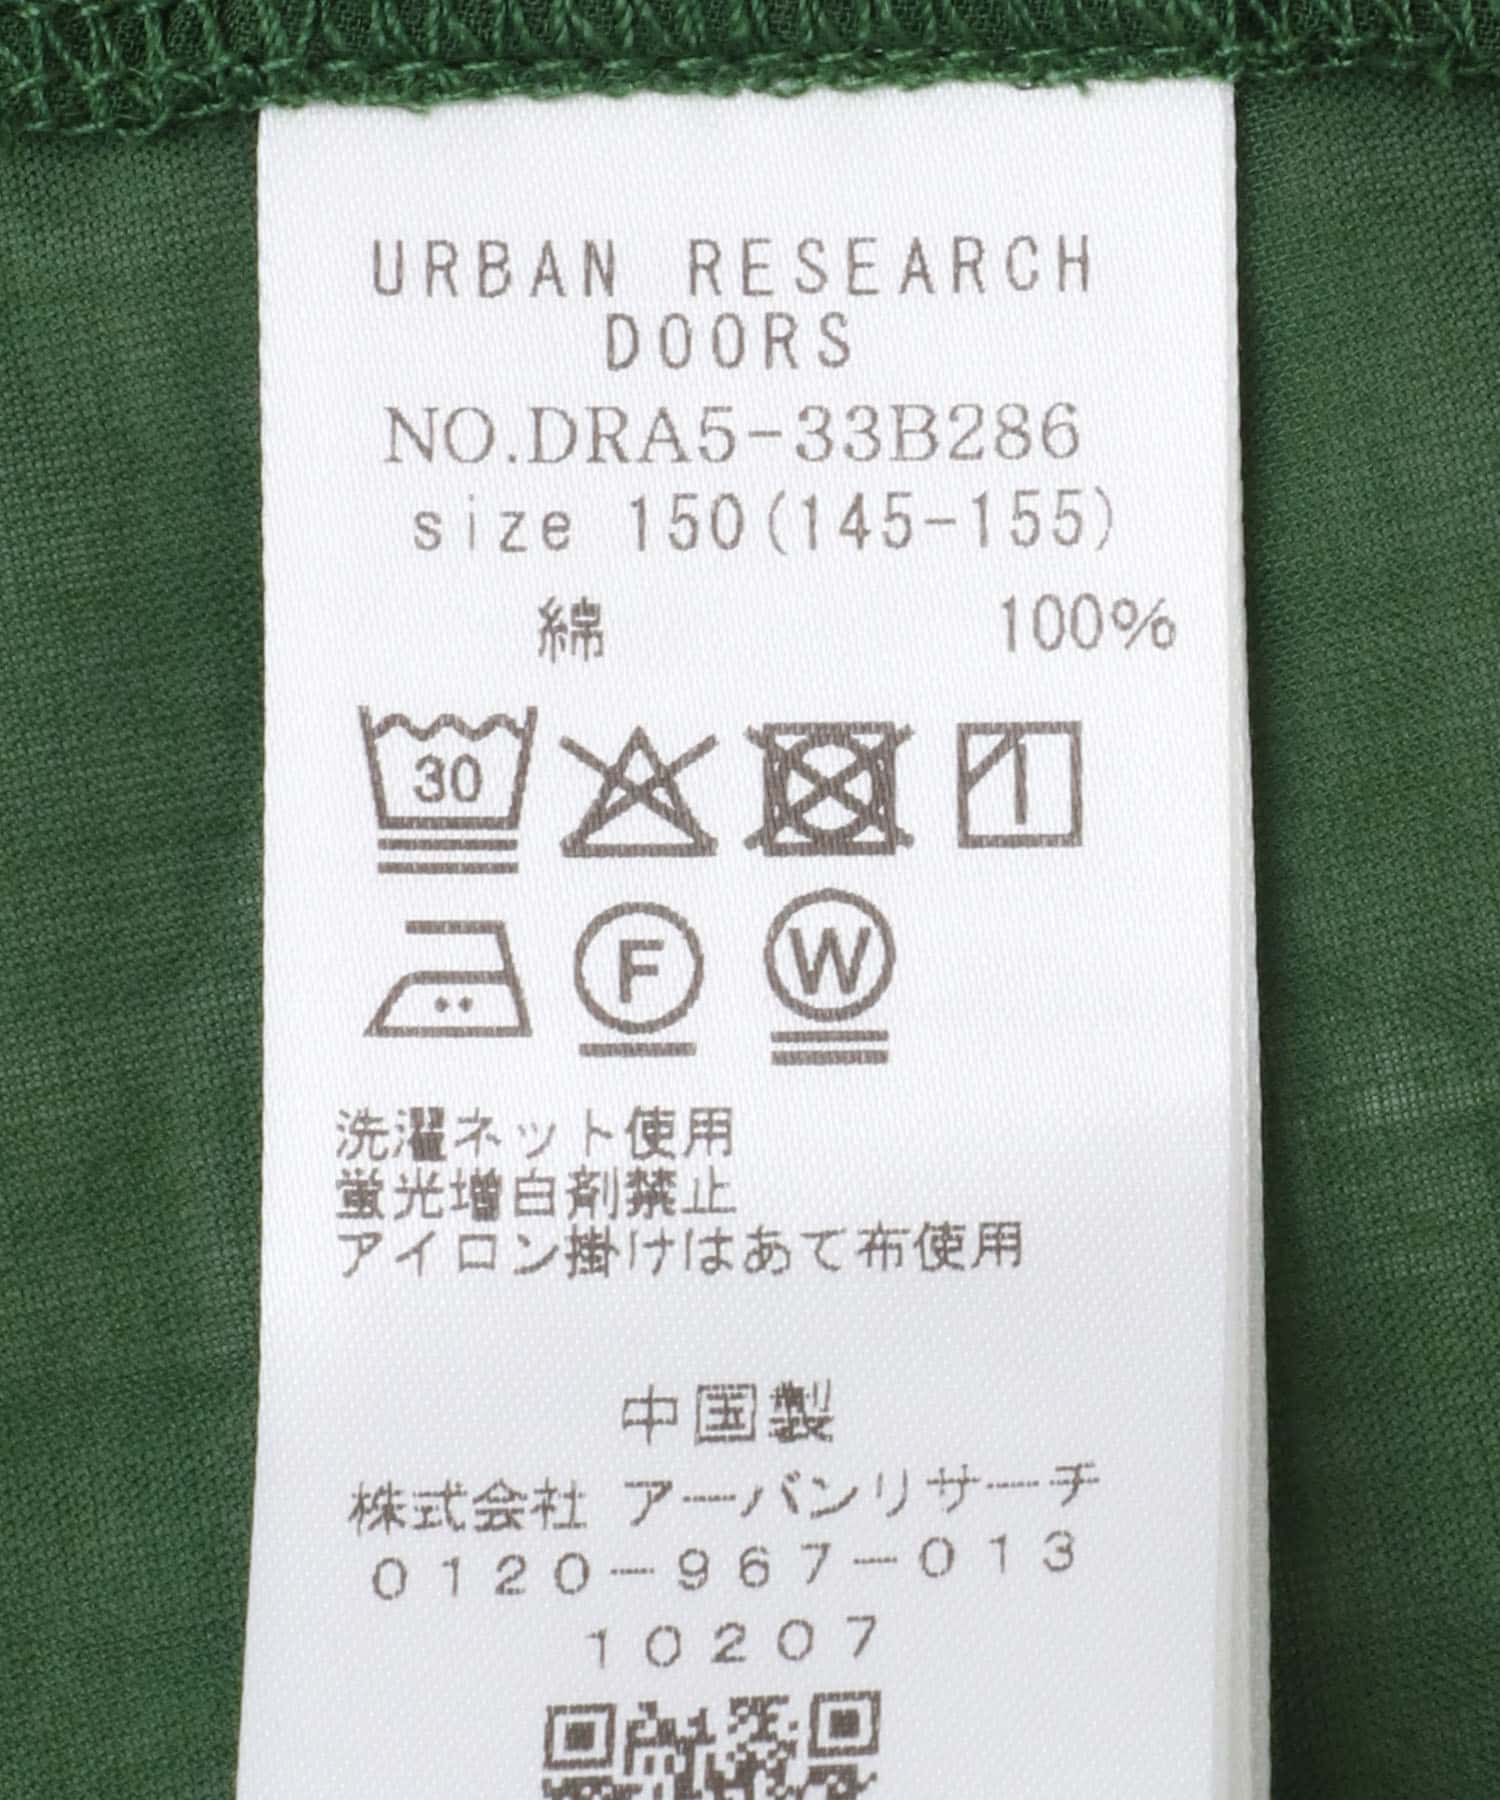 URBAN RESEARCH
DOORS
NO.DRA5-33B286
size 150(145-155)
綿 100%
30
F W
洗濯ネット使用
蛍光増白剤禁止
アイロン掛けはあて布使用
中国製
株式会社 アーバンリサーチ
0120-967-013
10207